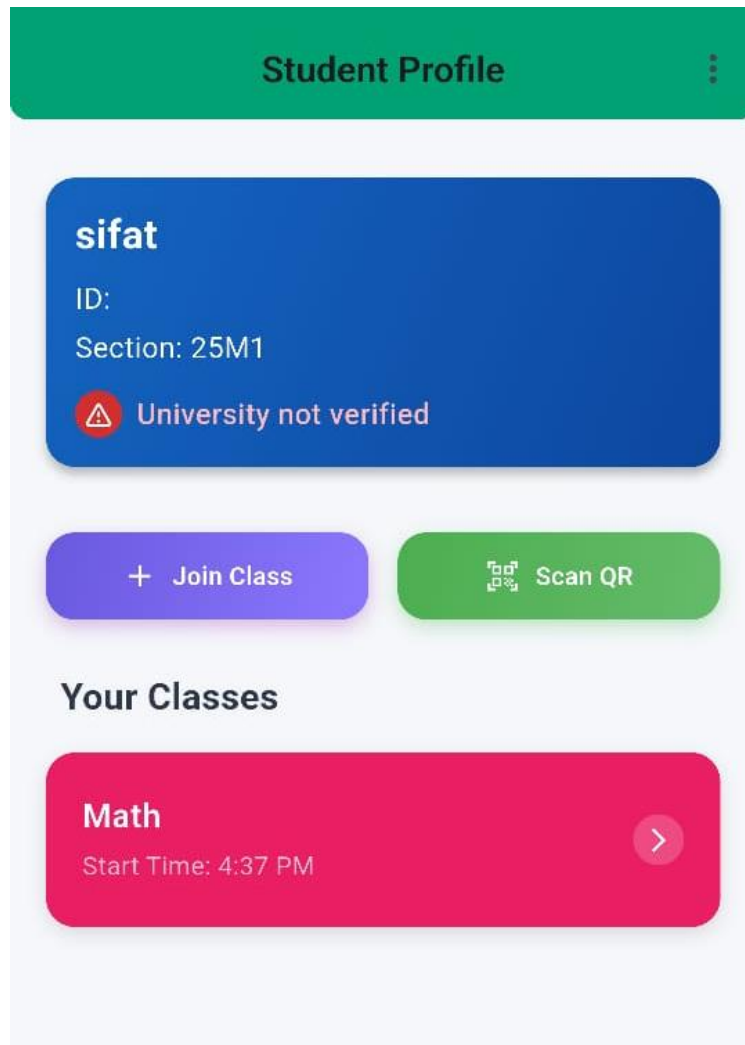 Student Profile
sifat
ID:
Section: 25M1
University not verified
+ Join Class
Scan QR
Your Classes
Math
Start Time: 4:37 PM